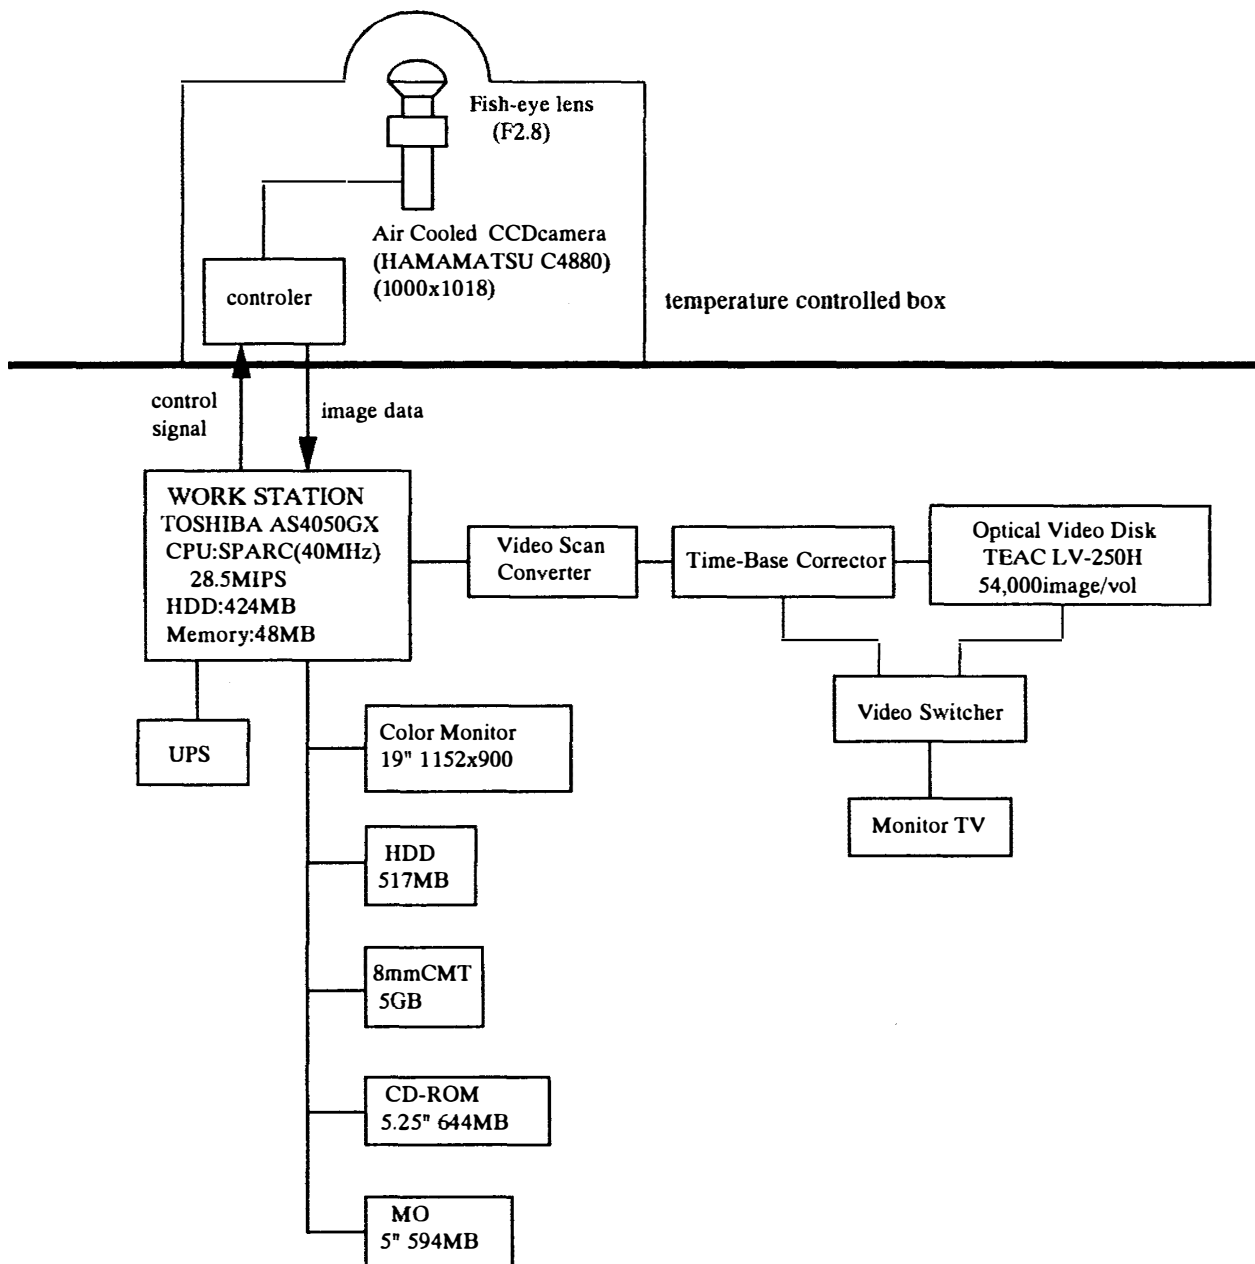 Fish-eye lens
(F2.8)
Air Cooled CCDcamera
(HAMAMATSU C4880)
(1000x1018)
controler
temperature controlled box
control
signal
image data
WORK STATION
TOSHIBA AS4050GX
CPU:SPARC(40MHz)
28.5MIPS
HDD:424MB
Memory:48MB
Video Scan
Converter
Time-Base Corrector
Optical Video Disk
TEAC LV-250H
54,000image/vol
Video Switcher
Monitor TV
UPS
Color Monitor
19" 1152x900
HDD
517MB
8mmCMT
5GB
CD-ROM
5.25" 644MB
MO
5" 594MB